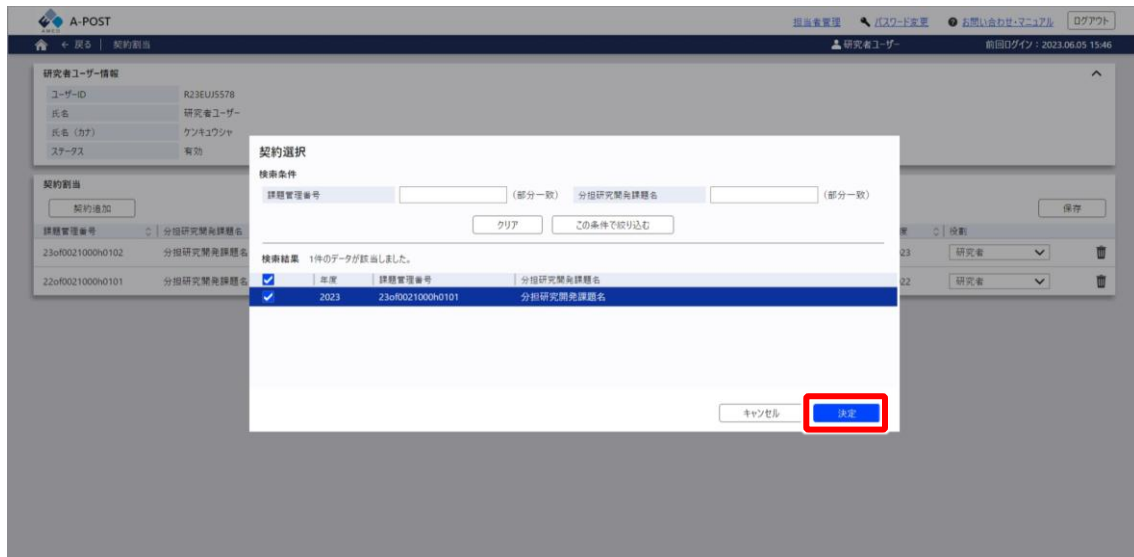 A-POST
AMED
担当者管理 パスワード変更 お問い合わせ・マニュアル ログアウト
← 戻る | 契約割当 研究者ユーザー 前回ログイン：2023.06.05 15:46
研究者ユーザー情報
ユーザーID R23EUJ5578
氏名 研究者ユーザー
氏名（カナ） ケンキュウシャ
ステータス 有効
契約割当
契約追加 保存
課題管理番号 分担研究開発課題名 度 役割
23of0021000h0102 分担研究開発課題名 23 研究者
22of0021000h0101 分担研究開発課題名 22 研究者
契約選択
検索条件
課題管理番号 （部分一致） 分担研究開発課題名 （部分一致）
クリア この条件で絞り込む
検索結果 1件のデータが該当しました。
年度 課題管理番号 分担研究開発課題名
2023 23of0021000h0101 分担研究開発課題名
キャンセル 決定